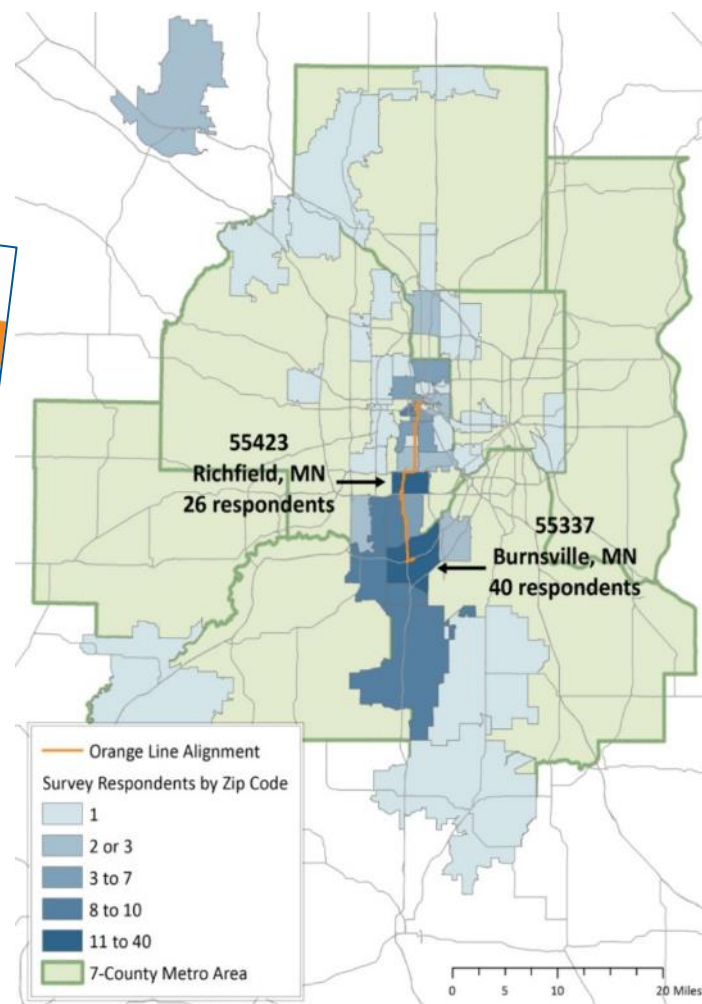 55423
Richfield, MN
26 respondents
55337
Burnsville, MN
40 respondents
Orange Line Alignment
Survey Respondents by Zip Code
1
2 or 3
3 to 7
8 to 10
11 to 40
7-County Metro Area
0 5 10 20 Miles